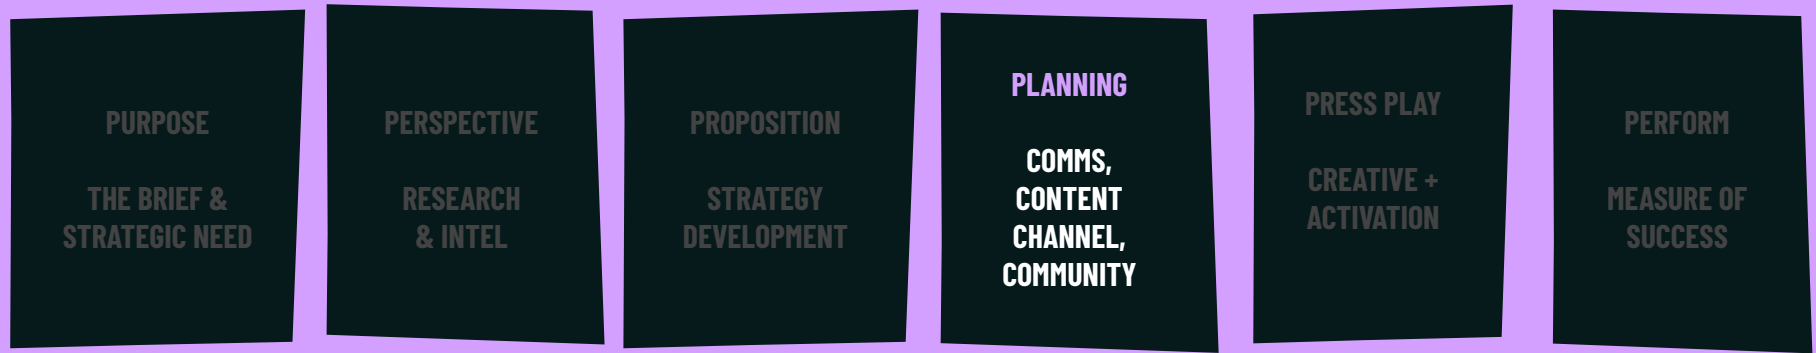 PURPOSE
THE BRIEF &
STRATEGIC NEED
PERSPECTIVE
RESEARCH
& INTEL
PROPOSITION
STRATEGY
DEVELOPMENT
PLANNING
COMMS,
CONTENT
CHANNEL,
COMMUNITY
PRESS PLAY
CREATIVE +
ACTIVATION
PERFORM
MEASURE OF
SUCCESS